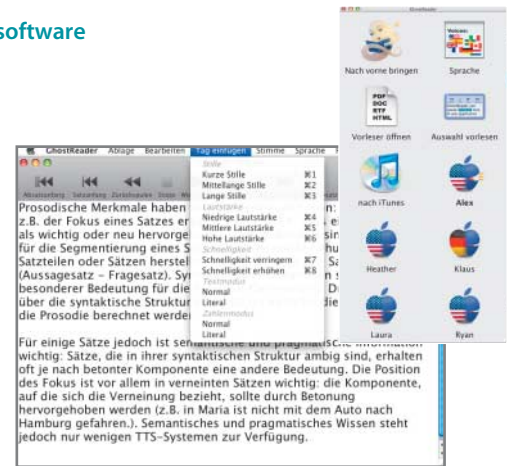 software
GhostReader
Nach vorne bringen
Sprache
PDF
DOC
RTF
HTML
Vorleser öffnen
Auswahl vorlesen
nach iTunes
Alex
Heather
Klaus
Laura
Ryan
GhostReader Ablage Bearbeiten Tag einfügen Stimme Sprache
Stille
Kurze Stille ⌘1
Mittellange Stille ⌘2
Lange Stille ⌘3
Lautstärke
Niedrige Lautstärke ⌘4
Mittlere Lautstärke ⌘5
Hohe Lautstärke ⌘6
Schnelligkeit
Schnelligkeit verringern ⌘7
Schnelligkeit erhöhen ⌘8
Textmodus
Normal
Literal
Zahlenmodus
Normal
Literal
Prosodische Merkmale haben
z.B. der Fokus eines Satzes er
als wichtig oder neu hervorge
für die Segmentierung eines S
Satzteilen oder Sätzen herstel
(Aussagesatz - Fragesatz). Syn
besonderer Bedeutung für die
über die syntaktische Struktur
die Prosodie berechnet werde
Für einige Sätze jedoch ist semantische und pragmatische Information
wichtig: Sätze, die in ihrer syntaktischen Struktur ambig sind, erhalten
oft je nach betonter Komponente eine andere Bedeutung. Die Position
des Fokus ist vor allem in verneinten Sätzen wichtig: die Komponente,
auf die sich die Verneinung bezieht, sollte durch Betonung
hervorgehoben werden (z.B. in Maria ist nicht mit dem Auto nach
Hamburg gefahren.). Semantisches und pragmatisches Wissen steht
jedoch nur wenigen TTS-Systemen zur Verfügung.